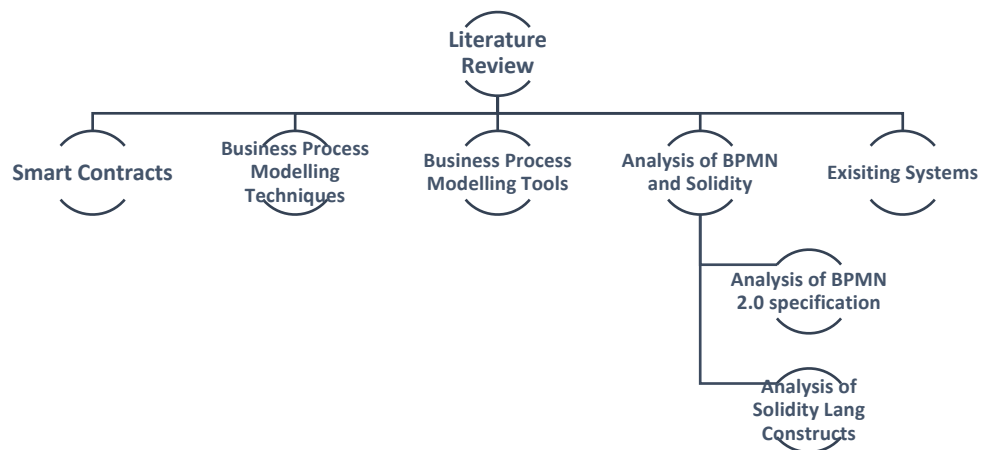 Literature
Review
Smart Contracts
Business Process
Modelling
Techniques
Business Process
Modelling Tools
Analysis of BPMN
and Solidity
Exisiting Systems
Analysis of BPMN
2.0 specification
Analysis of
Solidity Lang
Constructs